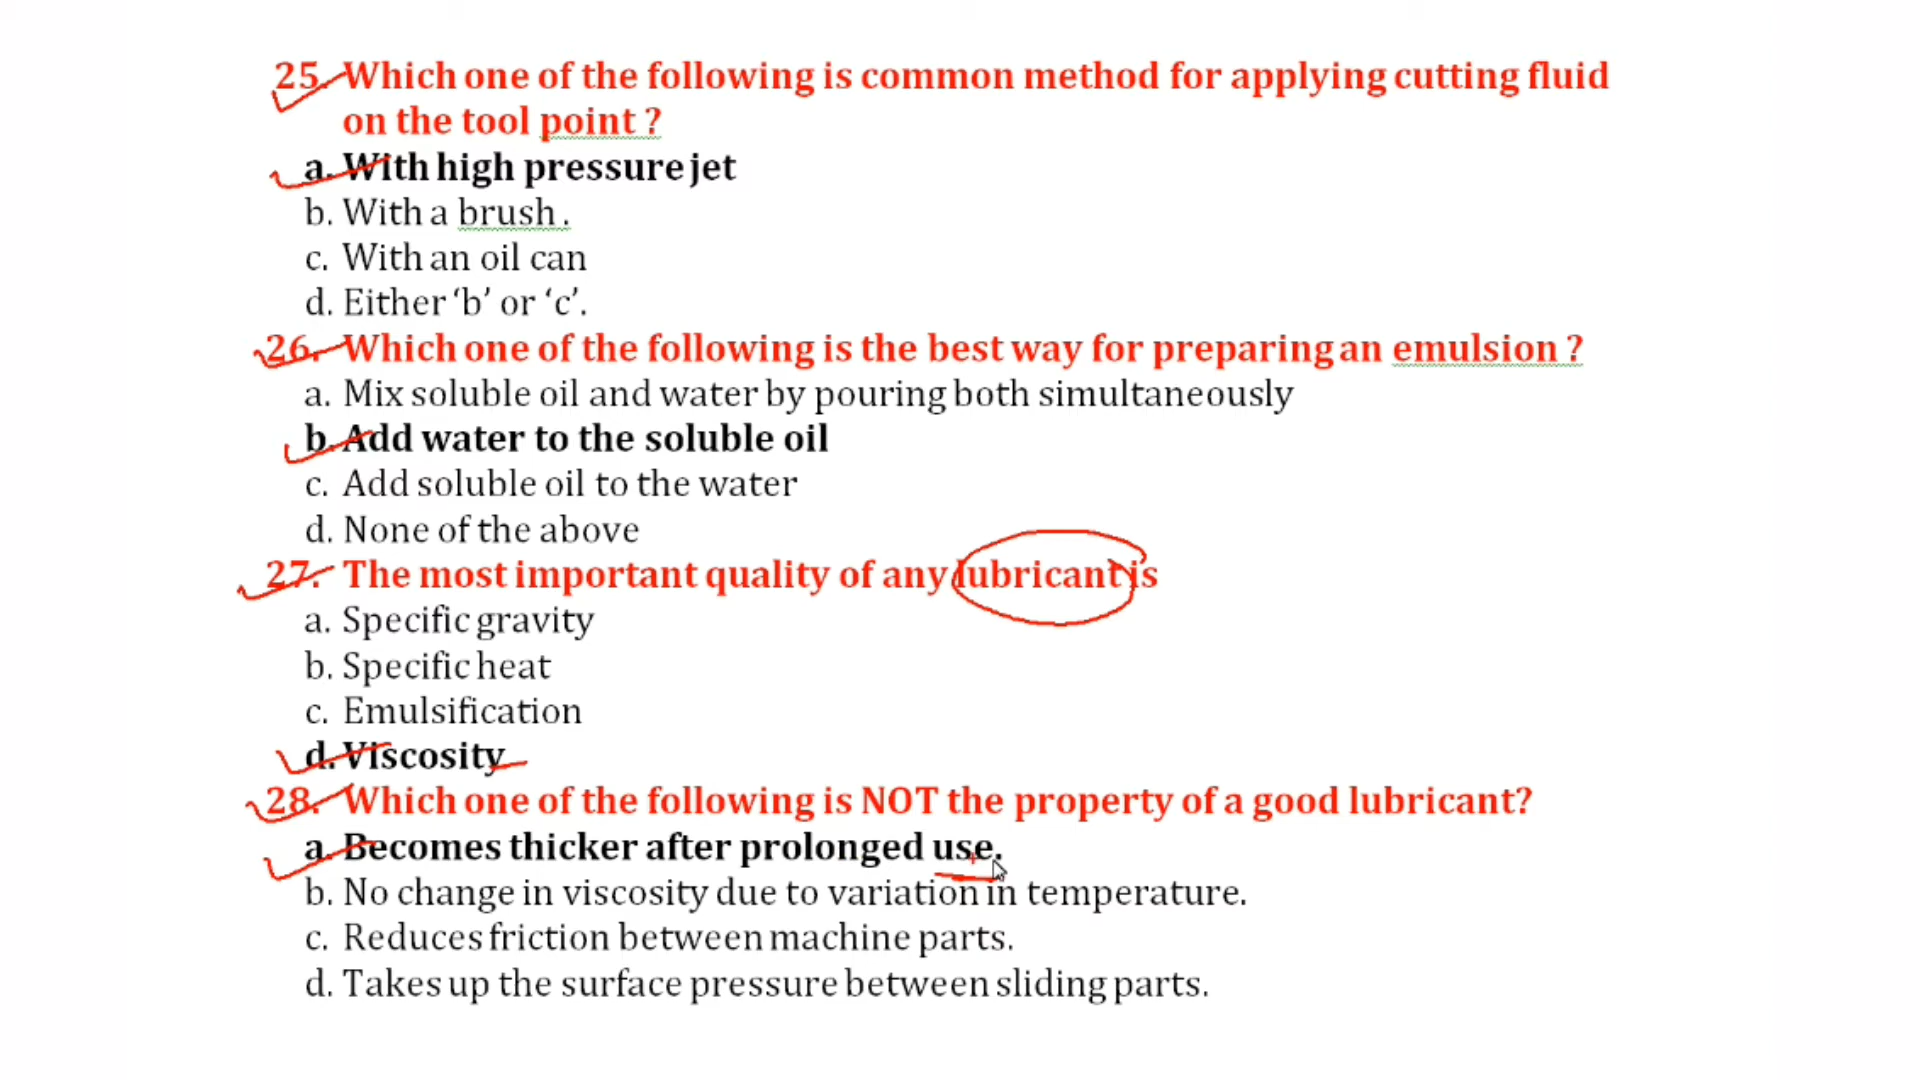 25. Which one of the following is common method for applying cutting fluid
on the tool point ?
a. With high pressure jet
b. With a brush .
c. With an oil can
d. Either ‘b’ or ‘c’.
26. Which one of the following is the best way for preparing an emulsion ?
a. Mix soluble oil and water by pouring both simultaneously
b. Add water to the soluble oil
c. Add soluble oil to the water
d. None of the above
27. The most important quality of any lubricant is
a. Specific gravity
b. Specific heat
c. Emulsification
d. Viscosity
28. Which one of the following is NOT the property of a good lubricant?
a. Becomes thicker after prolonged use.
b. No change in viscosity due to variation in temperature.
c. Reduces friction between machine parts.
d. Takes up the surface pressure between sliding parts.